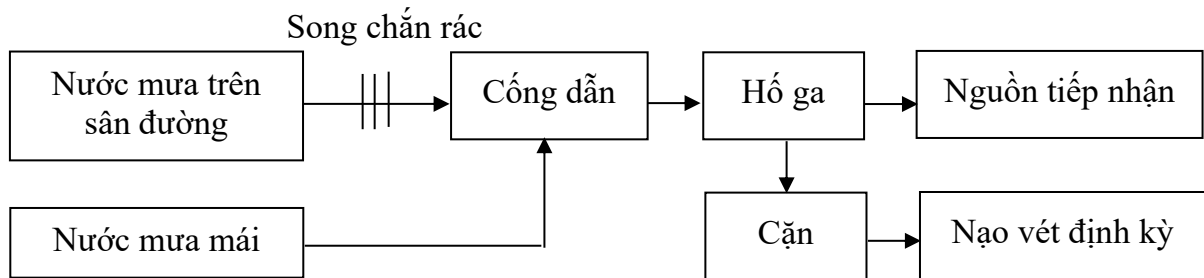 Song chắn rác
Nước mưa trên
sân đường
Cống dẫn
Hố ga
Nguồn tiếp nhận
Nước mưa mái
Cặn
Nạo vét định kỳ